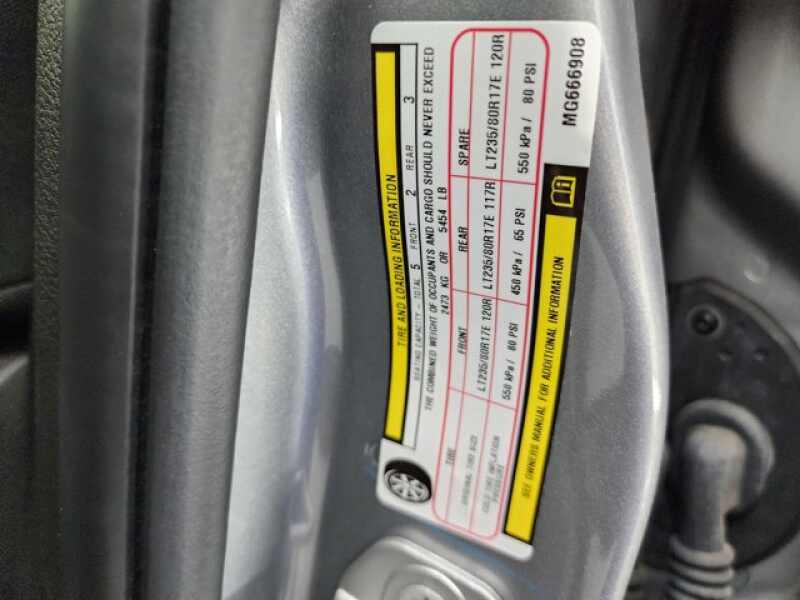 TIRE AND LOADING INFORMATION
SEATING CAPACITY - TOTAL 5 FRONT 2 REAR 3
THE COMBINED WEIGHT OF OCCUPANTS AND CARGO SHOULD NEVER EXCEED
2473 KG OR 5454 LB
TIRE FRONT REAR SPARE
ORIGINAL TIRE SIZE LT235/80R17E 120R LT235/80R17E 117R LT235/80R17E 120R
COLD TIRE INFLATION PRESSURE 550 kPa / 80 PSI 450 kPa / 65 PSI 550 kPa / 80 PSI
SEE OWNERS MANUAL FOR ADDITIONAL INFORMATION
MG666908